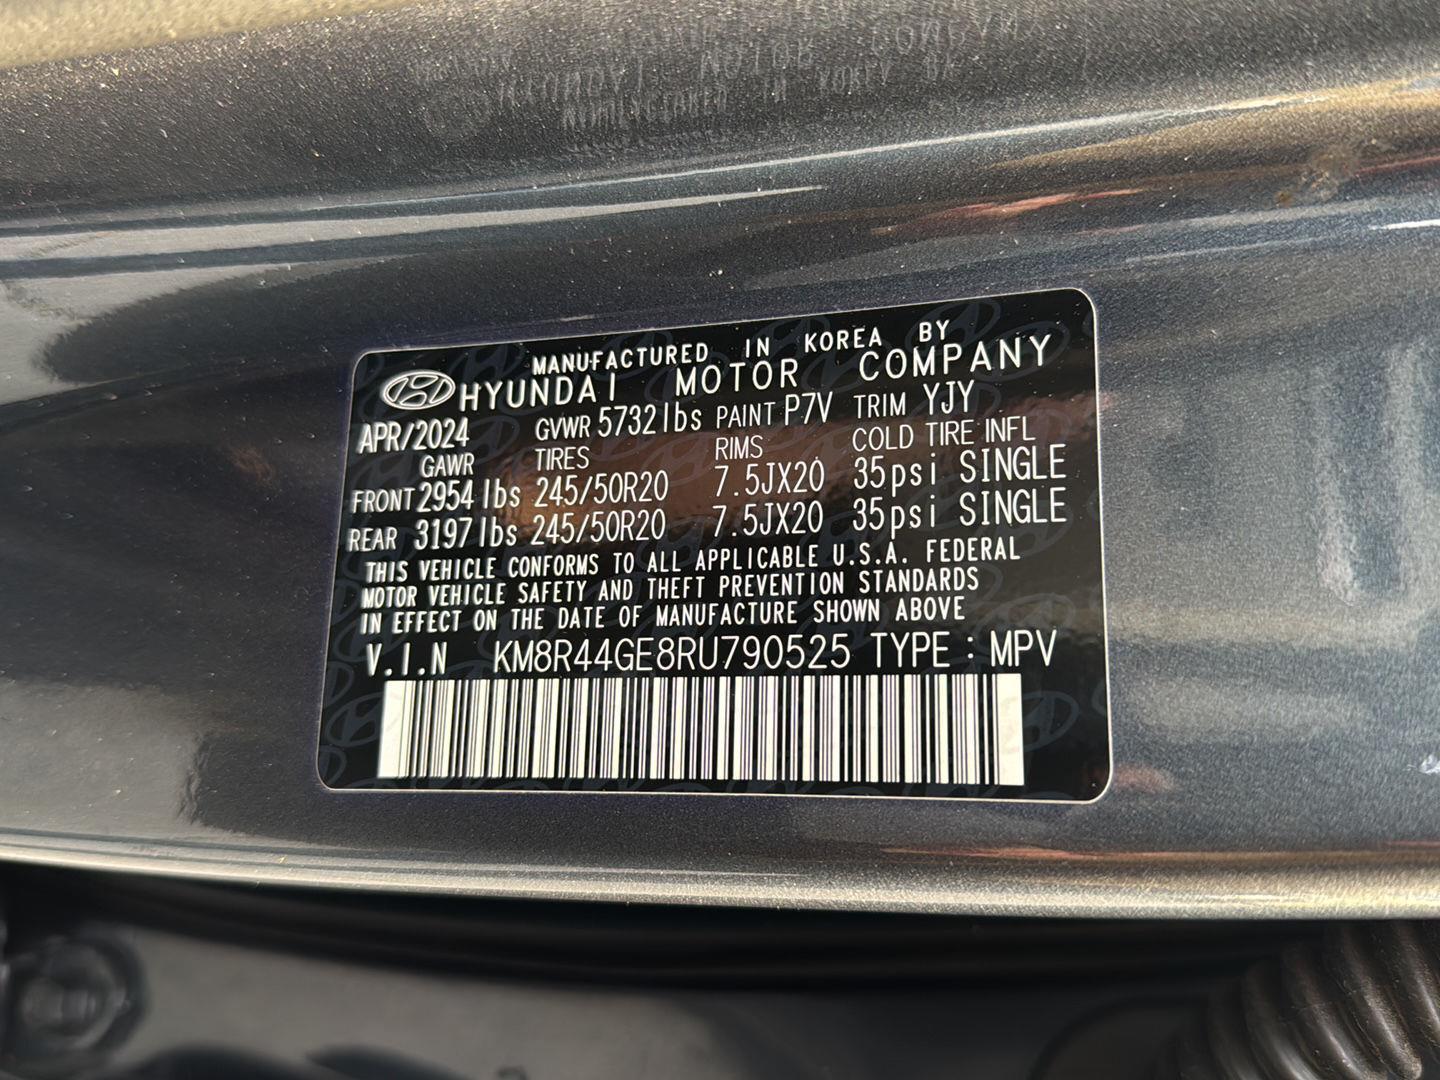 MANUFACTURED IN KOREA BY
HYUNDAI MOTOR COMPANY
APR/2024 GVWR 5732lbs PAINT P7V TRIM YJY
GAWR TIRES RIMS COLD TIRE INFL
FRONT 2954lbs 245/50R20 7.5JX20 35psi SINGLE
REAR 3197lbs 245/50R20 7.5JX20 35psi SINGLE
THIS VEHICLE CONFORMS TO ALL APPLICABLE U.S.A. FEDERAL
MOTOR VEHICLE SAFETY AND THEFT PREVENTION STANDARDS
IN EFFECT ON THE DATE OF MANUFACTURE SHOWN ABOVE
V.I.N KM8R44GE8RU790525 TYPE : MPV